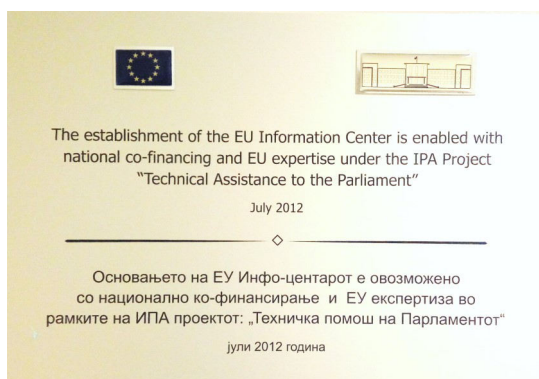 The establishment of the EU Information Center is enabled with
national co-financing and EU expertise under the IPA Project
“Technical Assistance to the Parliament”
July 2012
Основањето на ЕУ Инфо-центарот е овозможено
со национално ко-финансирање и ЕУ експертиза во
рамките на ИПА проектот: „Техничка помош на Парламентот“
јули 2012 година